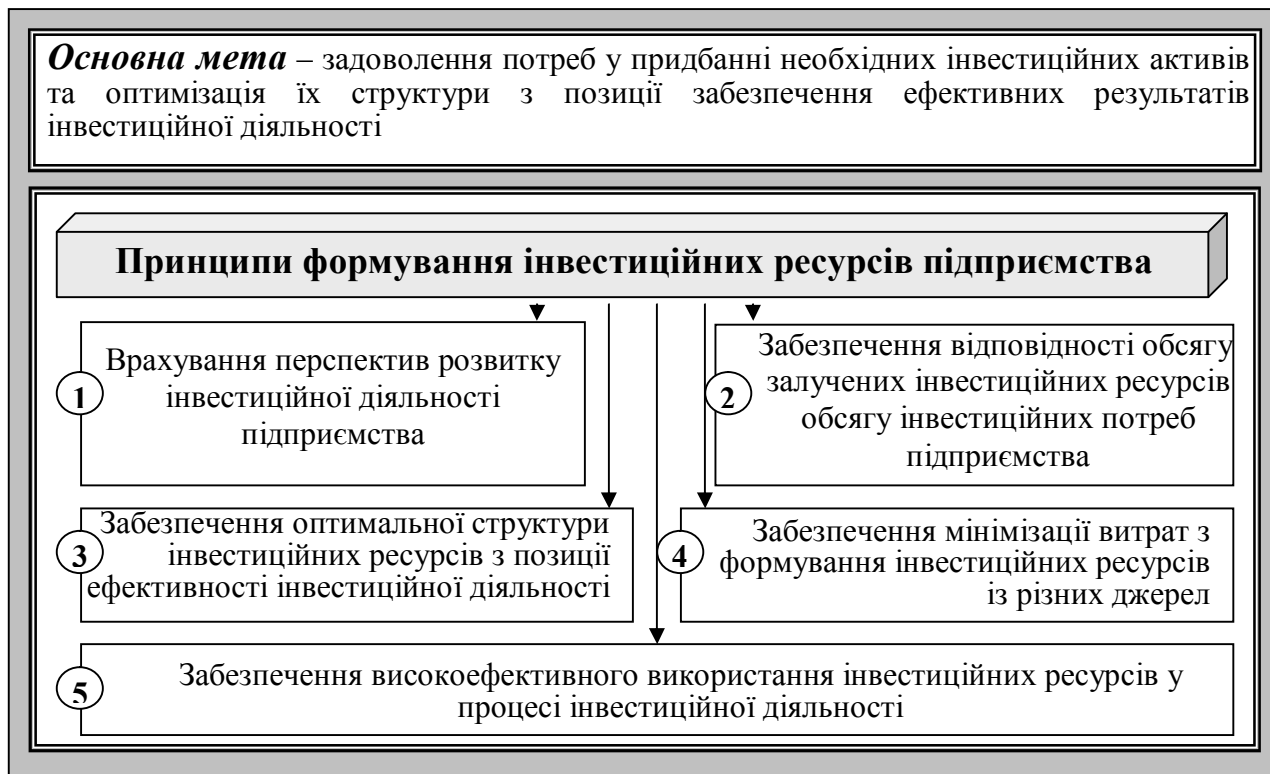 Основна мета – задоволення потреб у придбанні необхідних інвестиційних активів
та оптимізація їх структури з позиції забезпечення ефективних результатів
інвестиційної діяльності
Принципи формування інвестиційних ресурсів підприємства
1
Врахування перспектив розвитку
інвестиційної діяльності
підприємства
2
Забезпечення відповідності обсягу
залучених інвестиційних ресурсів
обсягу інвестиційних потреб
підприємства
3
Забезпечення оптимальної структури
інвестиційних ресурсів з позиції
ефективності інвестиційної діяльності
4
Забезпечення мінімізації витрат з
формування інвестиційних ресурсів
із різних джерел
5
Забезпечення високоефективного використання інвестиційних ресурсів у
процесі інвестиційної діяльності